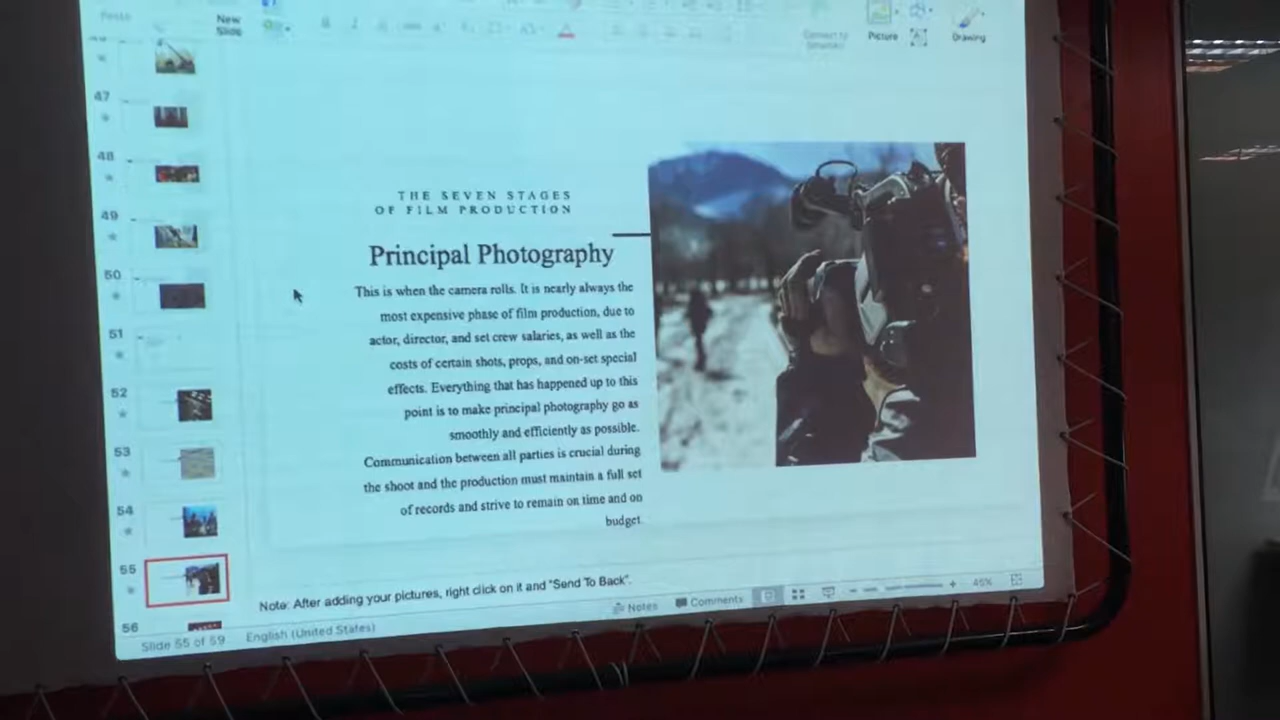 New
Slide
Convert to
SmartArt
Picture
Drawing
47
48
49
50
51
52
53
54
55
56
THE SEVEN STAGES
OF FILM PRODUCTION
Principal Photography
This is when the camera rolls. It is nearly always the
most expensive phase of film production, due to
actor, director, and set crew salaries, as well as the
costs of certain shots, props, and on-set special
effects. Everything that has happened up to this
point is to make principal photography go as
smoothly and efficiently as possible.
Communication between all parties is crucial during
the shoot and the production must maintain a full set
of records and strive to remain on time and on
budget.
Note: After adding your pictures, right click on it and "Send To Back".
Notes
Comments
45%
Slide 55 of 59
English (United States)